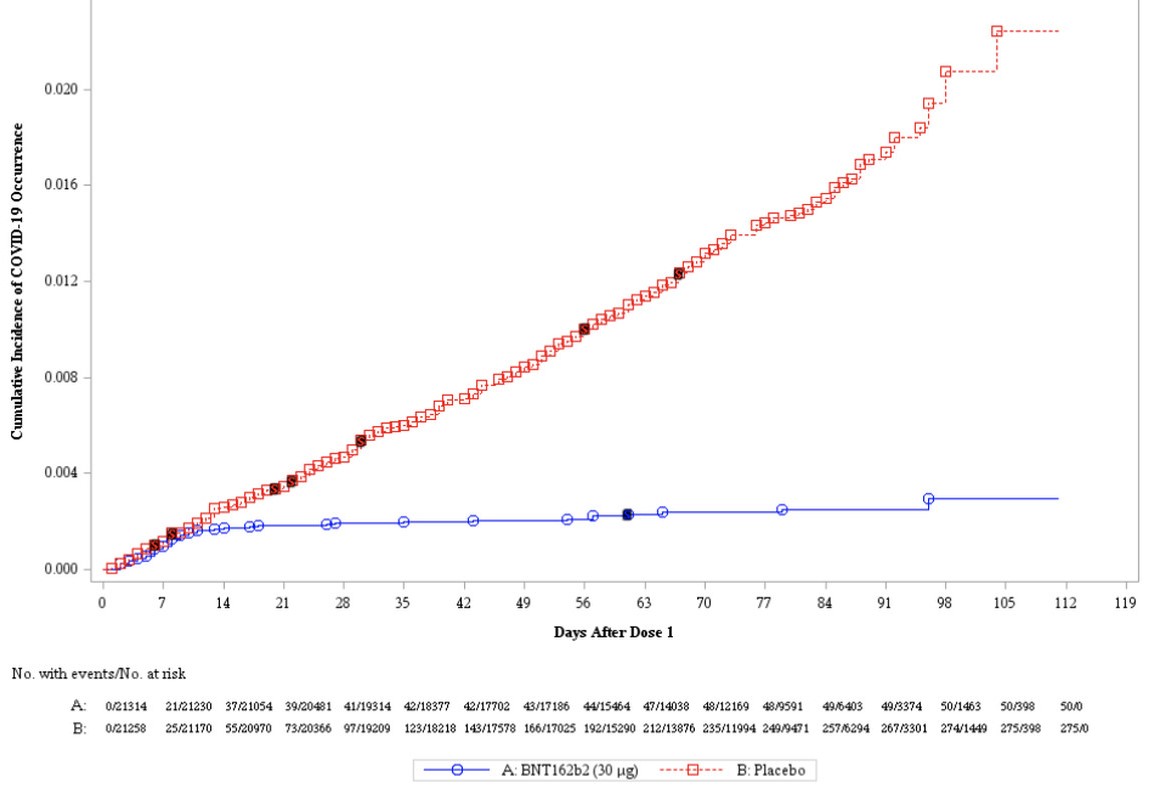 0.020
0.016
0.012
0.008
0.004
0.000
Cumulative Incidence of COVID-19 Occurrence
0 7 14 21 28 35 42 49 56 63 70 77 84 91 98 105 112 119
Days After Dose 1
No. with events/No. at risk
A: 0/21314 21/21230 37/21054 39/20481 41/19314 42/18377 42/17702 43/17186 44/15464 47/14038 48/12169 48/9591 49/6403 49/3374 50/1463 50/398 50/0
B: 0/21258 25/21170 55/20970 73/20366 97/19209 123/18218 143/17578 166/17025 192/15290 212/13876 235/11994 249/9471 257/6294 267/3301 274/1449 275/398 275/0
A: BNT162b2 (30 μg) B: Placebo